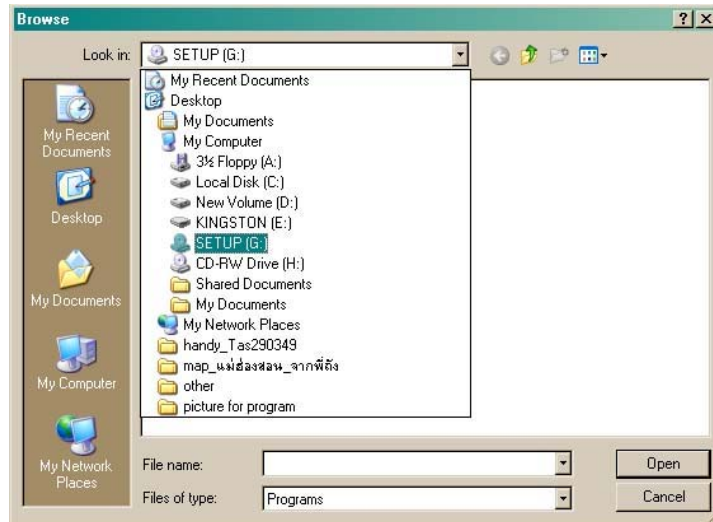 Browse
Look in: SETUP (G:)
My Recent Documents
Desktop
My Documents
My Computer
3½ Floppy (A:)
Local Disk (C:)
New Volume (D:)
KINGSTON (E:)
SETUP (G:)
CD-RW Drive (H:)
Shared Documents
My Documents
My Network Places
handy_Tas290349
map_แม่ฮ่องสอน_จากพี่ถึง
other
picture for program
My Recent
Documents
Desktop
My Documents
My Computer
My Network
Places
File name:
Open
Files of type: Programs
Cancel